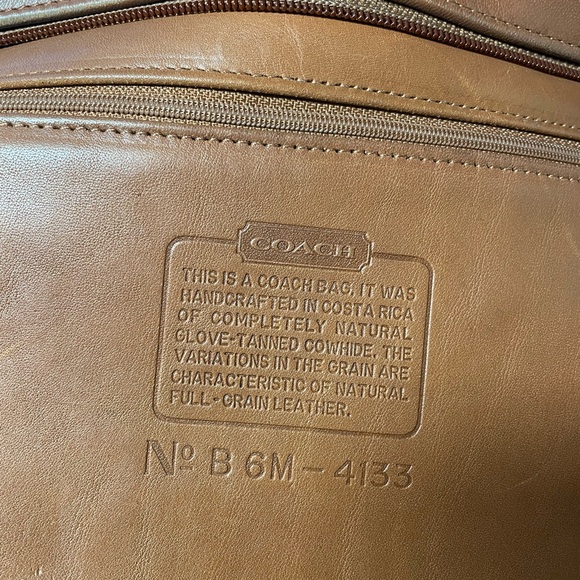 COACH
THIS IS A COACH BAG. IT WAS
HANDCRAFTED IN COSTA RICA
OF COMPLETELY NATURAL
GLOVE-TANNED COWHIDE. THE
VARIATIONS IN THE GRAIN ARE
CHARACTERISTIC OF NATURAL
FULL-GRAIN LEATHER.
Nº B 6M-4133